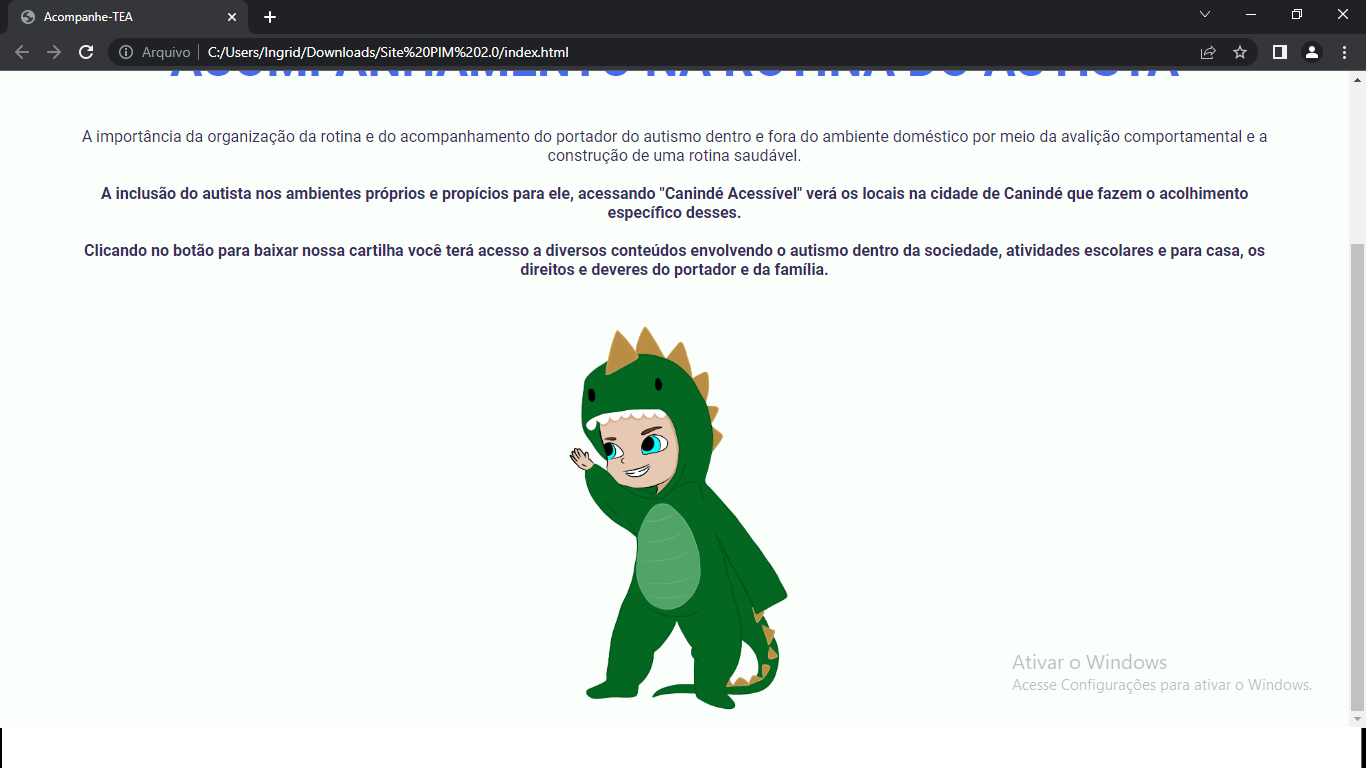 Acompanhe-TEA
Arquivo
C:/Users/Ingrid/Downloads/Site%20PIM%202.0/index.html
ACOMPANHAMENTO NA ROTINA DO AUTISTA
A importância da organização da rotina e do acompanhamento do portador do autismo dentro e fora do ambiente doméstico por meio da avalição comportamental e a
construção de uma rotina saudável.
A inclusão do autista nos ambientes próprios e propícios para ele, acessando "Canindé Acessível" verá os locais na cidade de Canindé que fazem o acolhimento
específico desses.
Clicando no botão para baixar nossa cartilha você terá acesso a diversos conteúdos envolvendo o autismo dentro da sociedade, atividades escolares e para casa, os
direitos e deveres do portador e da família.
Ativar o Windows
Acesse Configurações para ativar o Windows.